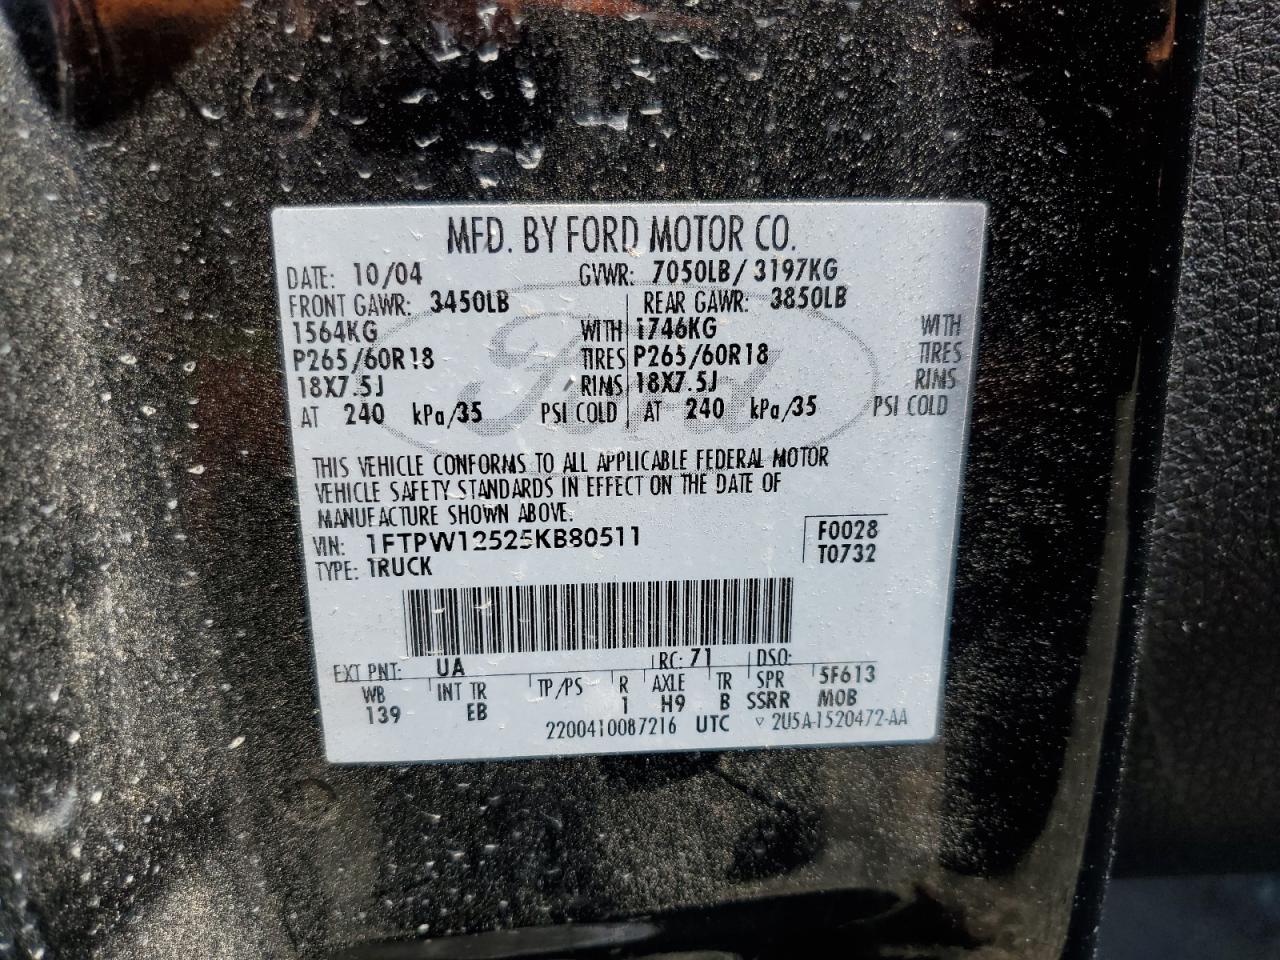 MFD. BY FORD MOTOR CO.
DATE: 10/04 GVWR: 7050LB/3197KG
FRONT GAWR: 3450LB REAR GAWR: 3850LB
1564KG WITH 1746KG WITH
P265/60R18 TIRES P265/60R18 TIRES
18X7.5J RIMS 18X7.5J RIMS
AT 240 kPa/35 PSI COLD AT 240 kPa/35 PSI COLD
Ford
THIS VEHICLE CONFORMS TO ALL APPLICABLE FEDERAL MOTOR
VEHICLE SAFETY STANDARDS IN EFFECT ON THE DATE OF
MANUFACTURE SHOWN ABOVE.
VIN: 1FTPW12525KB80511 F0028
TYPE: TRUCK T0732
EXT PNT: UA RC: 71 DSO:
WB INT TR TP/PS R AXLE TR SPR 5F613
139 EB 1 H9 B SSRR MOB
2200410087216 UTC ▽ 2U5A-1520472-AA